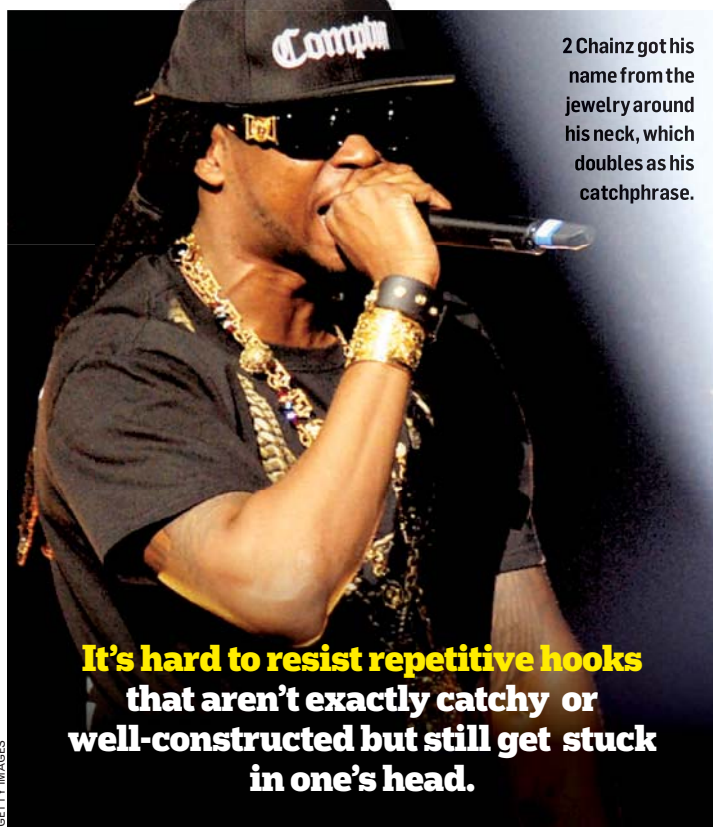 Compton
2 Chainz got his
name from the
jewelry around
his neck, which
doubles as his
catchphrase.
It's hard to resist repetitive hooks
that aren't exactly catchy or
well-constructed but still get stuck
in one's head.
GETTY IMAGES